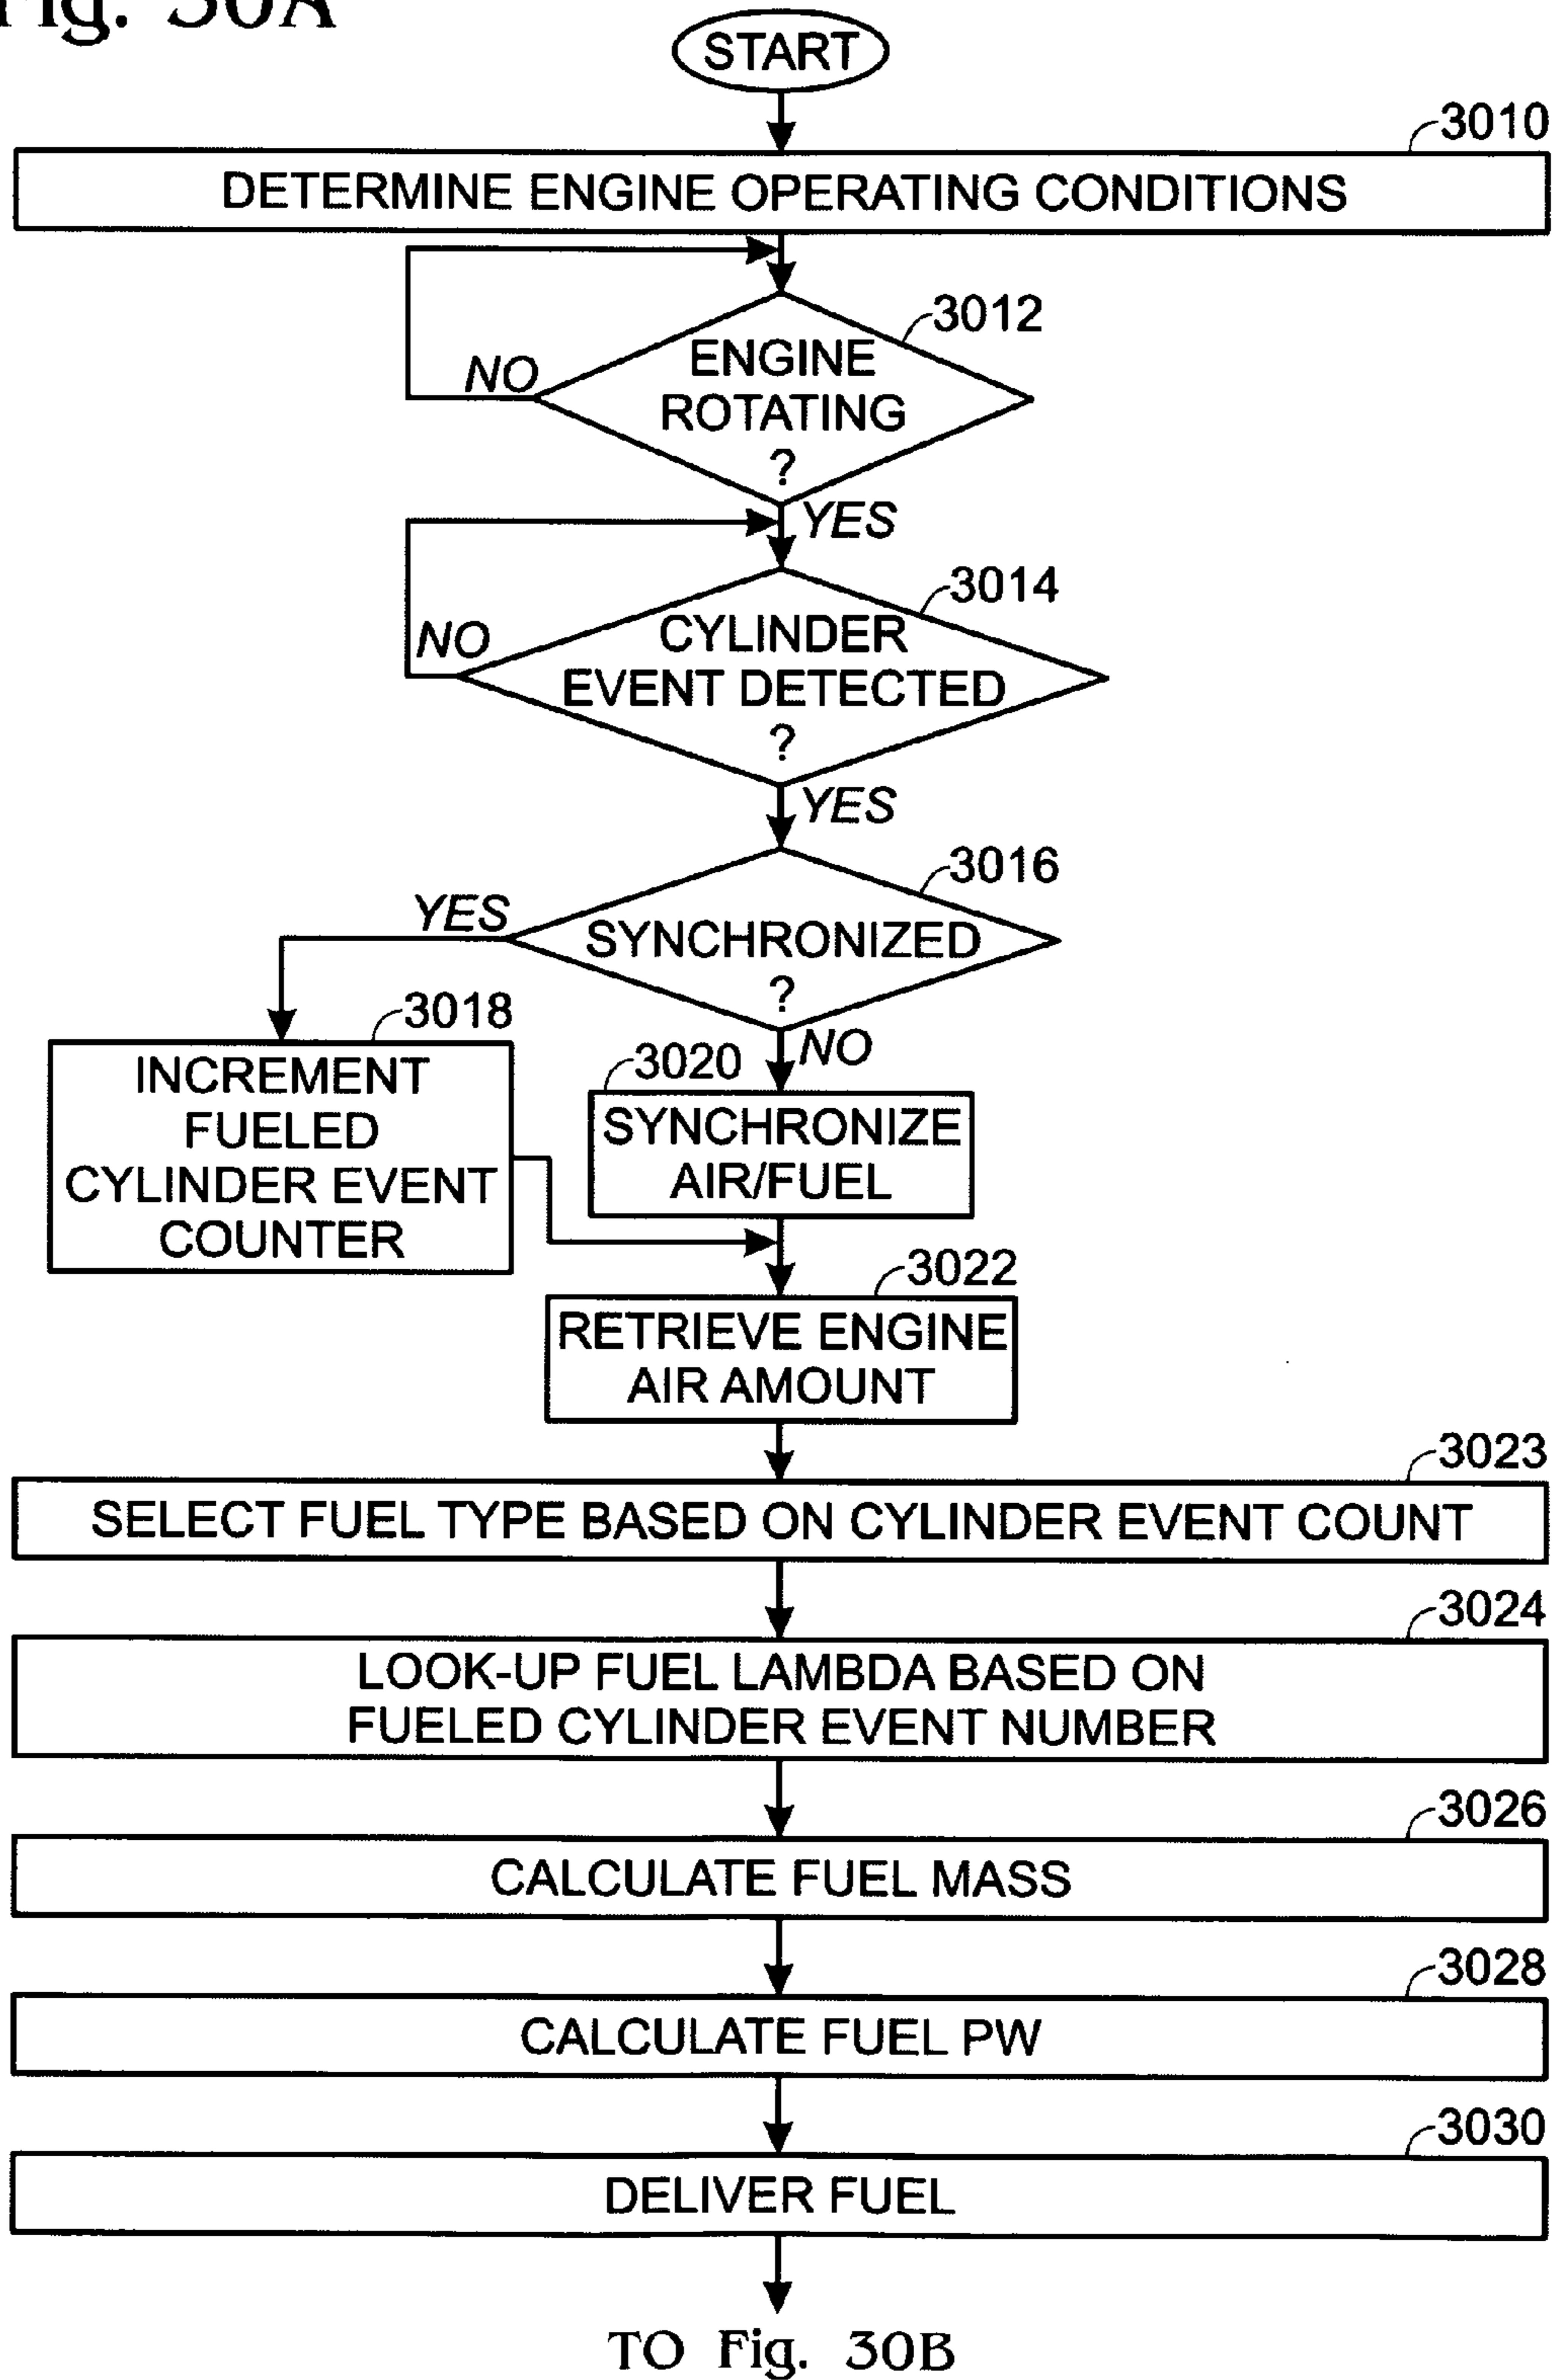 Fig. 30A
START
3010
DETERMINE ENGINE OPERATING CONDITIONS
3012
ENGINE
ROTATING
?
NO
YES
3014
CYLINDER
EVENT DETECTED
?
NO
YES
3016
SYNCHRONIZED
?
YES
NO
3018
INCREMENT
FUELED
CYLINDER EVENT
COUNTER
3020
SYNCHRONIZE
AIR/FUEL
3022
RETRIEVE ENGINE
AIR AMOUNT
3023
SELECT FUEL TYPE BASED ON CYLINDER EVENT COUNT
3024
LOOK-UP FUEL LAMBDA BASED ON
FUELED CYLINDER EVENT NUMBER
3026
CALCULATE FUEL MASS
3028
CALCULATE FUEL PW
3030
DELIVER FUEL
TO Fig. 30B